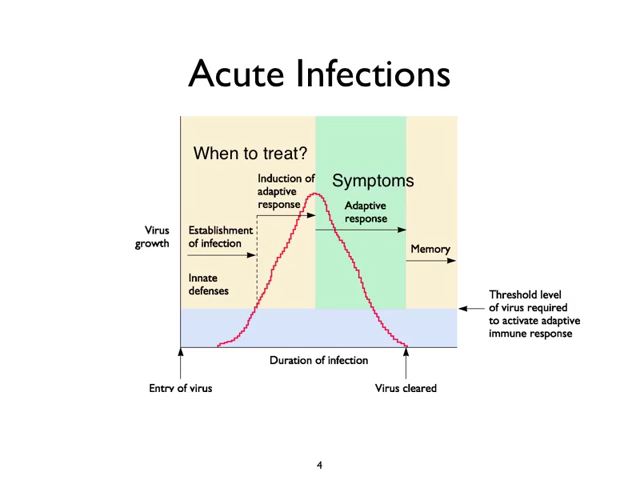 Acute Infections
When to treat?
Induction of
adaptive
response
Symptoms
Adaptive
response
Virus
growth
Establishment
of infection
Memory
Innate
defenses
Threshold level
of virus required
to activate adaptive
immune response
Duration of infection
Entry of virus
Virus cleared
4